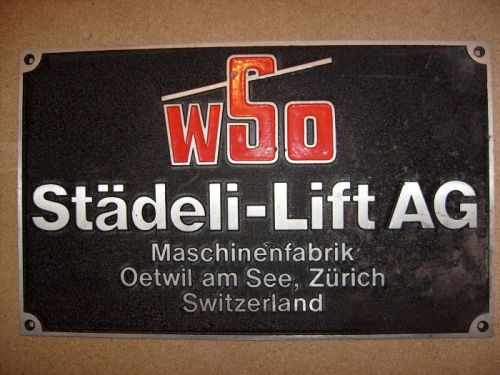 WSO
Städeli-Lift AG
Maschinenfabrik
Oetwil am See, Zürich
Switzerland